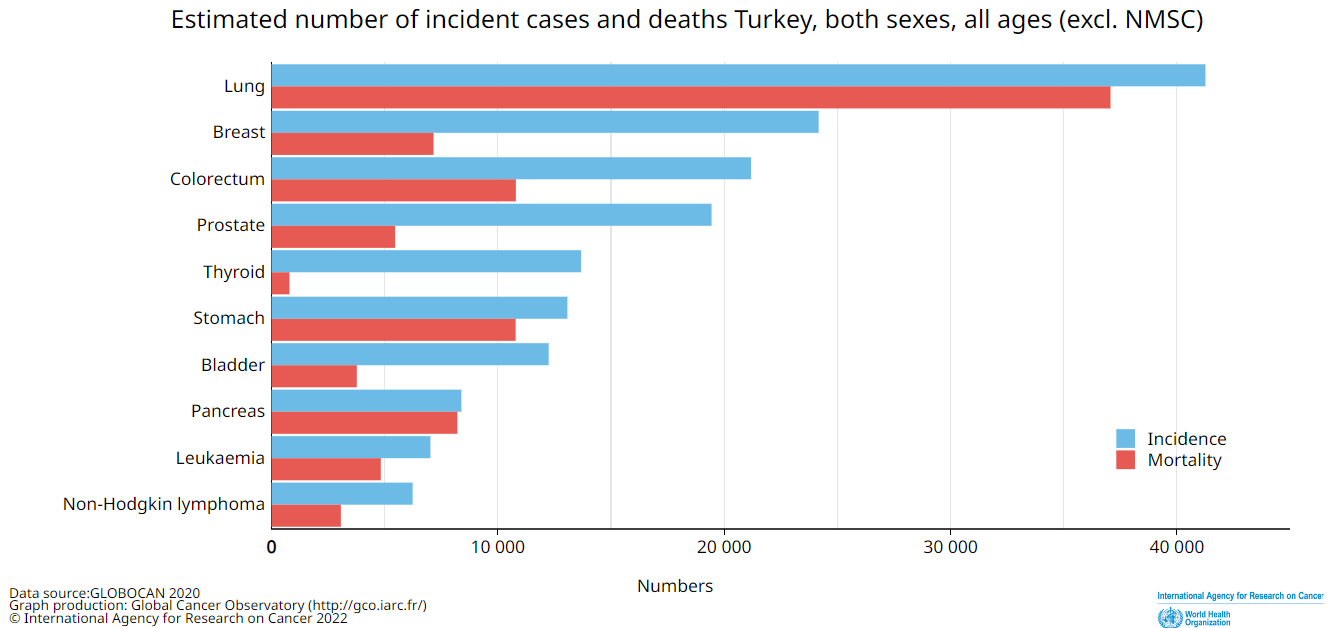 Estimated number of incident cases and deaths Turkey, both sexes, all ages (excl. NMSC)
Lung
Breast
Colorectum
Prostate
Thyroid
Stomach
Bladder
Pancreas
Leukaemia
Non-Hodgkin lymphoma
Incidence
Mortality
0 10 000 20 000 30 000 40 000
Numbers
Data source:GLOBOCAN 2020
Graph production: Global Cancer Observatory (http://gco.iarc.fr/)
© International Agency for Research on Cancer 2022
International Agency for Research on Cancer
World Health
Organization